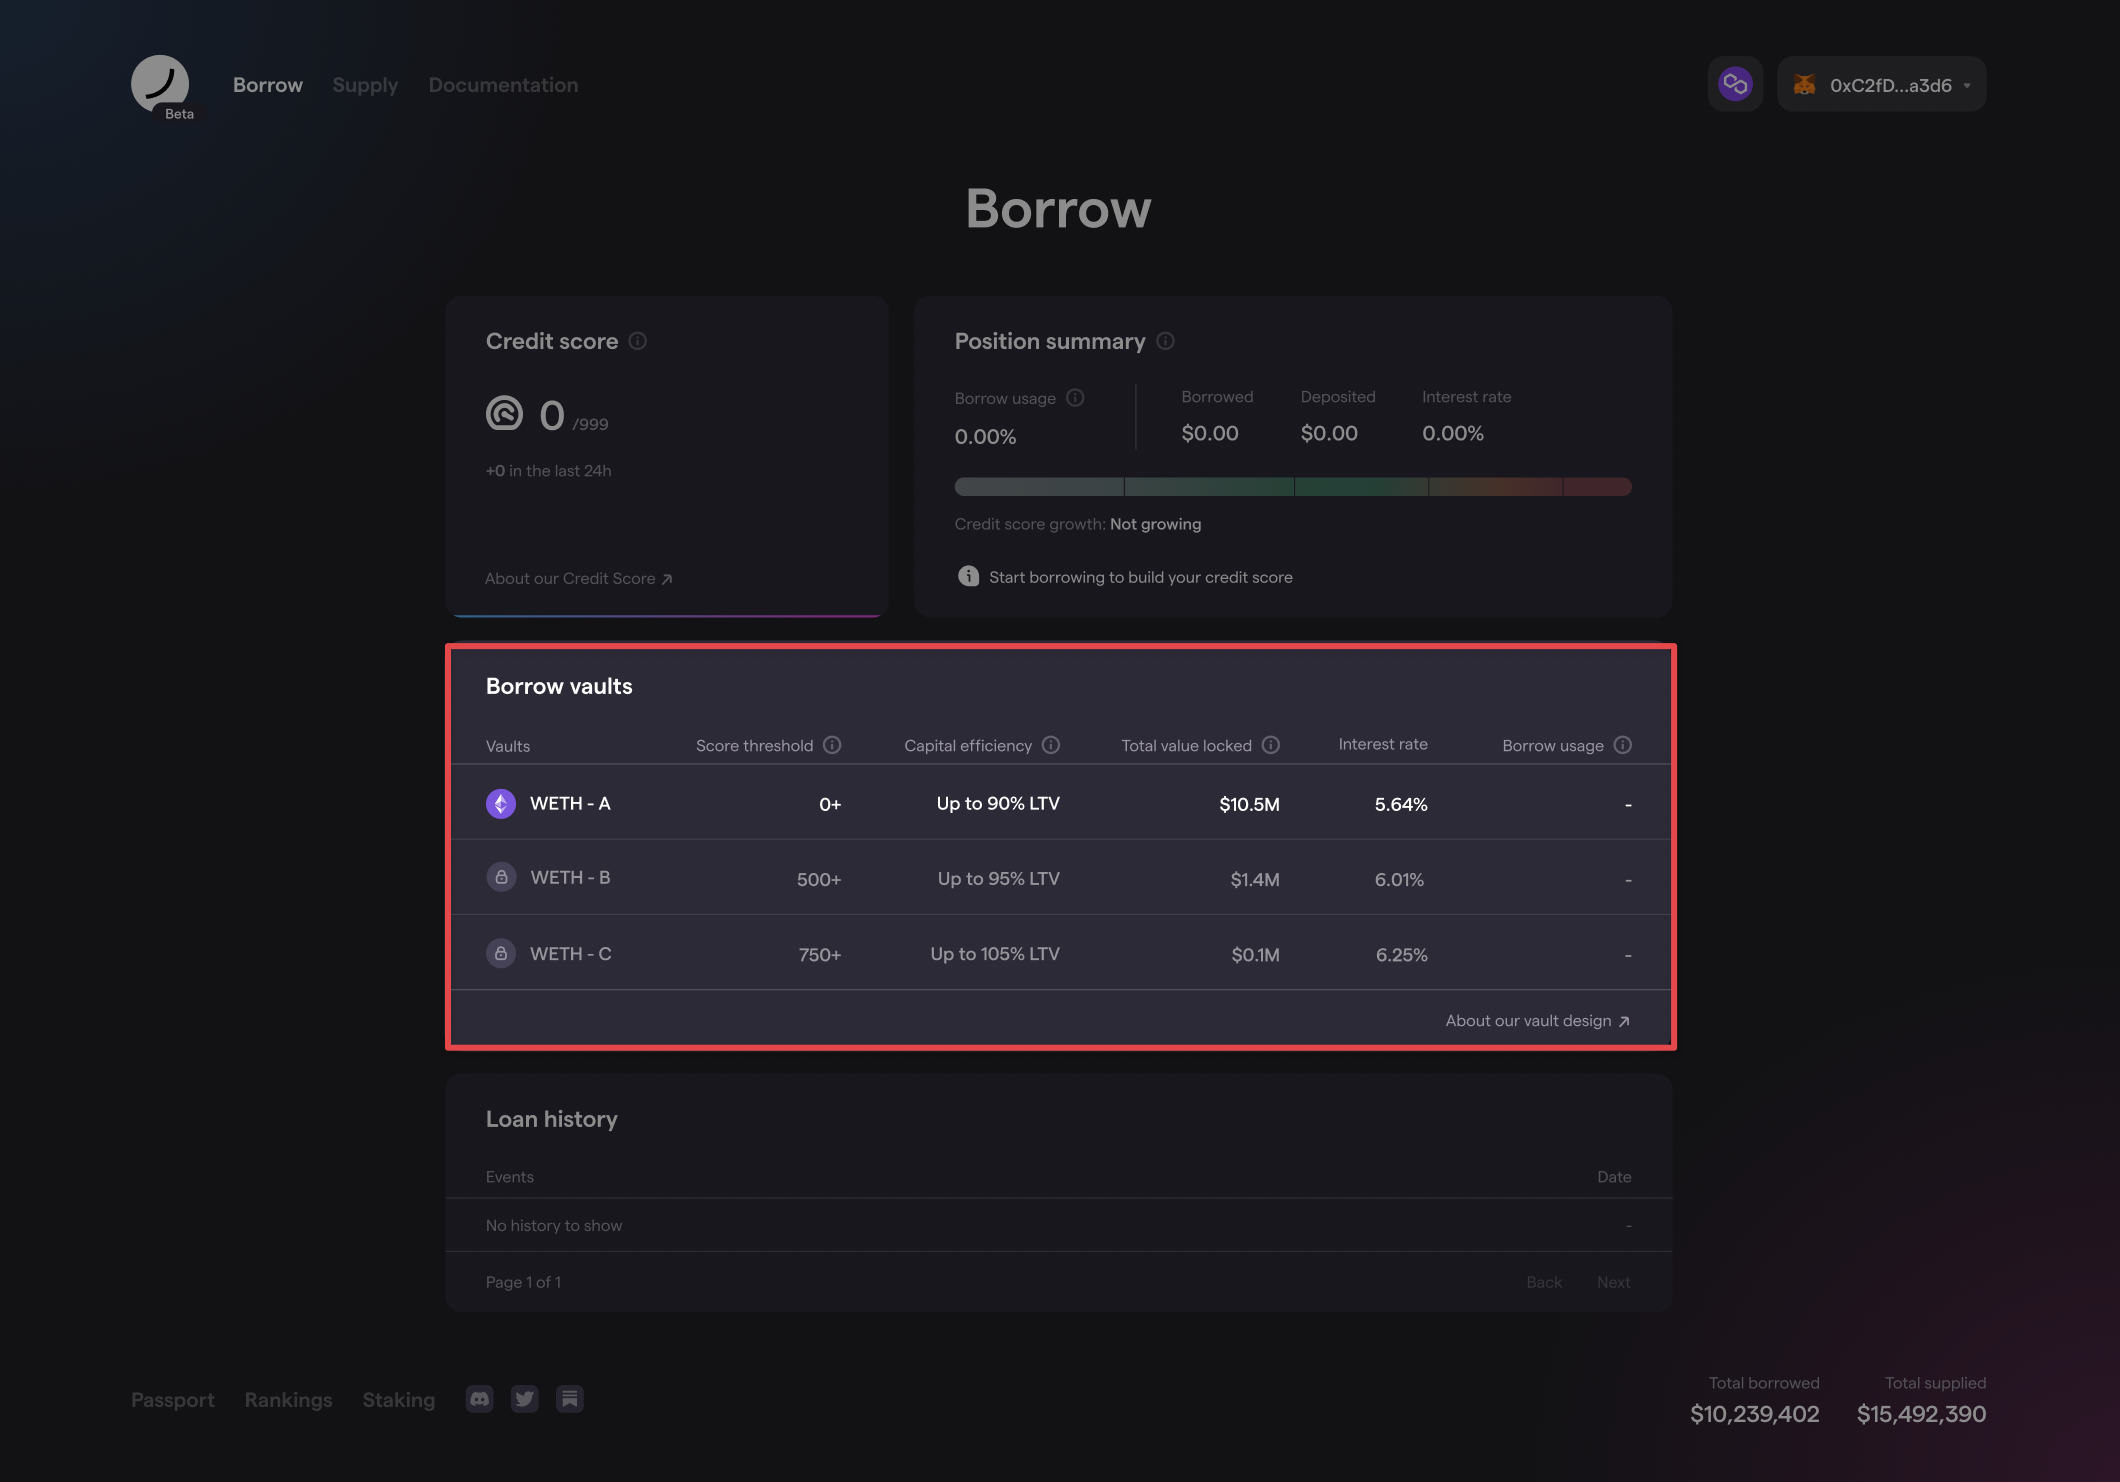 Beta
Borrow Supply Documentation
0xC2fD...a3d6
Borrow
Credit score
0 /999
+0 in the last 24h
About our Credit Score
Position summary
Borrow usage Borrowed Deposited Interest rate
0.00% $0.00 $0.00 0.00%
Credit score growth: Not growing
Start borrowing to build your credit score
Borrow vaults
Vaults Score threshold Capital efficiency Total value locked Interest rate Borrow usage
WETH - A 0+ Up to 90% LTV $10.5M 5.64% -
WETH - B 500+ Up to 95% LTV $1.4M 6.01% -
WETH - C 750+ Up to 105% LTV $0.1M 6.25% -
About our vault design
Loan history
Events Date
No history to show -
Page 1 of 1 Back Next
Passport Rankings Staking
Total borrowed Total supplied
$10,239,402 $15,492,390